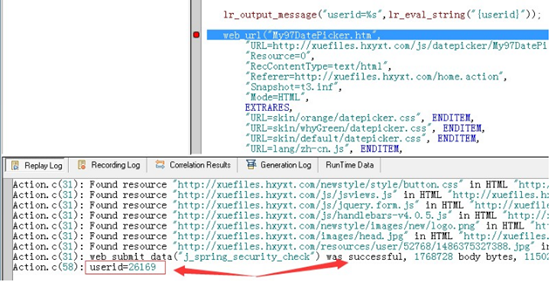 lr_output_message("userid=%s",lr_eval_string("{userid}"));
web_url("My97DatePicker.htm",
"URL=http://xuefiles.hxyxt.com/js/datepicker/My97DatePi
"Resource=0",
"RecContentType=text/html",
"Referer=http://xuefiles.hxyxt.com/home.action",
"Snapshot=t3.inf",
"Mode=HTML",
EXTRARES,
"URL=skin/orange/datepicker.css", ENDITEM,
"URL=skin/whyGreen/datepicker.css", ENDITEM,
"URL=skin/default/datepicker.css", ENDITEM,
"URL=lang/zh-cn.js", ENDITEM,
Replay Log Recording Log Correlation Results Generation Log RunTime Data
Action.c(31): Found resource "http://xuefiles.hxyxt.com/newstyle/style/button.css" in HTML "http://xuefi
Action.c(31): Found resource "http://xuefiles.hxyxt.com/js/jsviews.js" in HTML "http://xuefiles.hxyxt.co
Action.c(31): Found resource "http://xuefiles.hxyxt.com/js/jquery.form.js" in HTML "http://xuefiles.hxyx
Action.c(31): Found resource "http://xuefiles.hxyxt.com/js/handlebars-v4.0.5.js" in HTML "http://xuefile
Action.c(31): Found resource "http://xuefiles.hxyxt.com/newstyle/images/new/logo.png" in HTML "http://xu
Action.c(31): Found resource "http://xuefiles.hxyxt.com/images/head.jpg" in HTML "http://xuefiles.hxyxt.
Action.c(31): Found resource "http://xuefiles.hxyxt.com/resources/user/52768/1486375327388.jpg" in
Action.c(31): web_submit_data("j_spring_security_check") was successful, 1768728 body bytes, 11502
Action.c(58): userid=26169